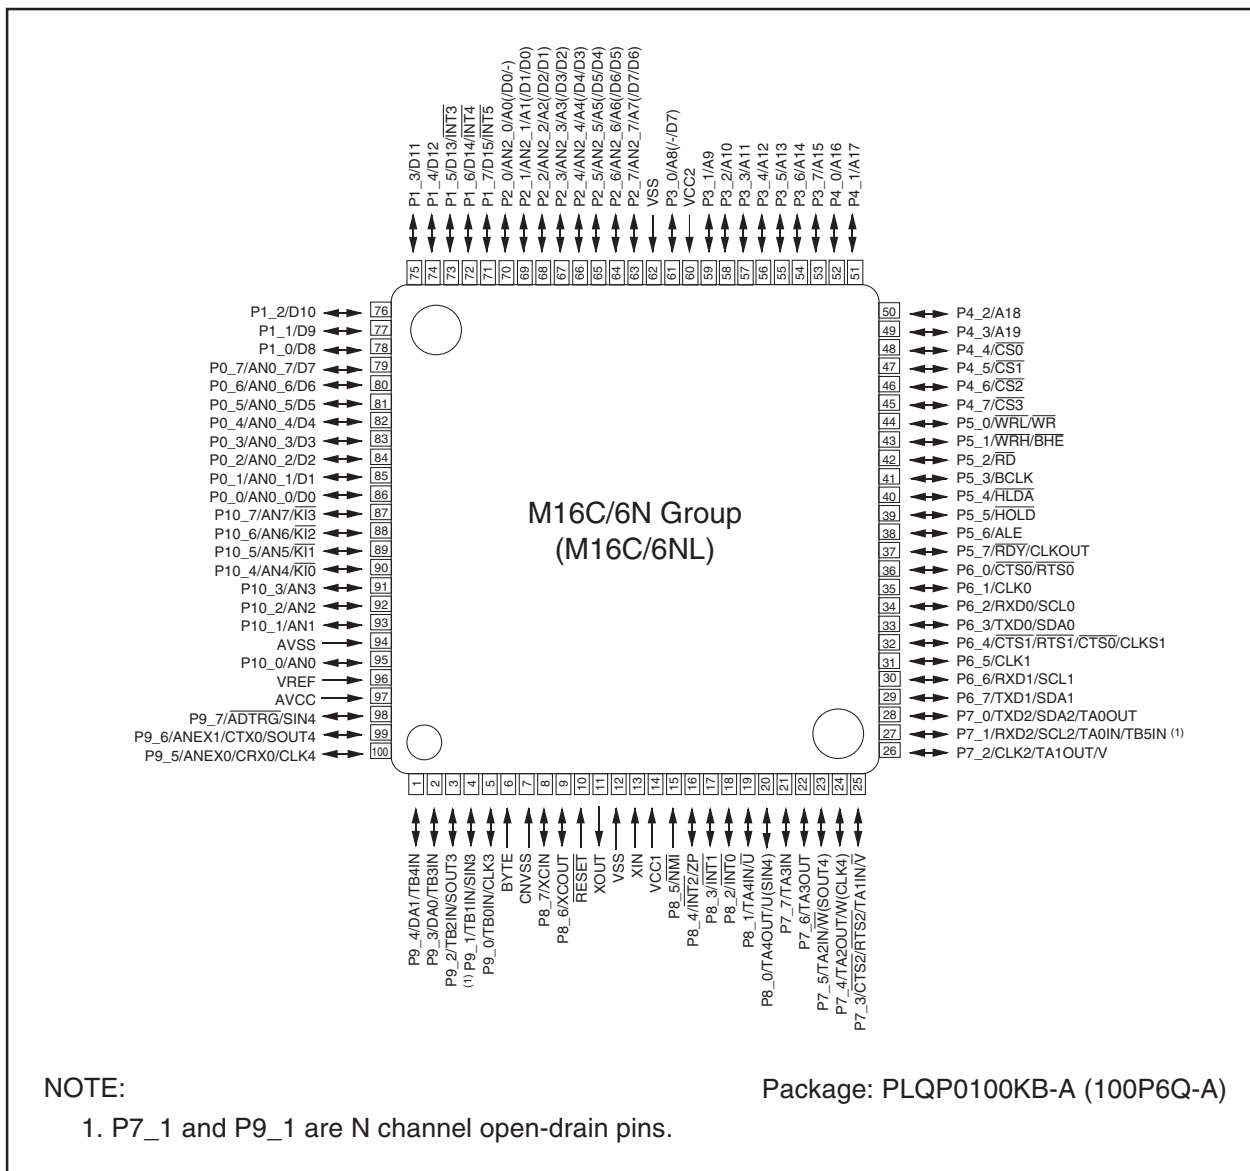 P1_3/D11
P1_4/D12
P1_5/D13/INT3
P1_6/D14/INT4
P1_7/D15/INT5
P2_0/AN2_0/A0(/D0/-)
P2_1/AN2_1/A1(/D1/D0)
P2_2/AN2_2/A2(/D2/D1)
P2_3/AN2_3/A3(/D3/D2)
P2_4/AN2_4/A4(/D4/D3)
P2_5/AN2_5/A5(/D5/D4)
P2_6/AN2_6/A6(/D6/D5)
P2_7/AN2_7/A7(/D7/D6)
VSS
P3_0/A8(/-/D7)
VCC2
P3_1/A9
P3_2/A10
P3_3/A11
P3_4/A12
P3_5/A13
P3_6/A14
P3_7/A15
P4_0/A16
P4_1/A17
75 74 73 72 71 70 69 68 67 66 65 64 63 62 61 60 59 58 57 56 55 54 53 52 51
P1_2/D10 76
P1_1/D9 77
P1_0/D8 78
P0_7/AN0_7/D7 79
P0_6/AN0_6/D6 80
P0_5/AN0_5/D5 81
P0_4/AN0_4/D4 82
P0_3/AN0_3/D3 83
P0_2/AN0_2/D2 84
P0_1/AN0_1/D1 85
P0_0/AN0_0/D0 86
P10_7/AN7/KI3 87
P10_6/AN6/KI2 88
P10_5/AN5/KI1 89
P10_4/AN4/KI0 90
P10_3/AN3 91
P10_2/AN2 92
P10_1/AN1 93
AVSS 94
P10_0/AN0 95
VREF 96
AVCC 97
P9_7/ADTRG/SIN4 98
P9_6/ANEX1/CTX0/SOUT4 99
P9_5/ANEX0/CRX0/CLK4 100
M16C/6N Group
(M16C/6NL)
50 P4_2/A18
49 P4_3/A19
48 P4_4/CS0
47 P4_5/CS1
46 P4_6/CS2
45 P4_7/CS3
44 P5_0/WRL/WR
43 P5_1/WRH/BHE
42 P5_2/RD
41 P5_3/BCLK
40 P5_4/HLDA
39 P5_5/HOLD
38 P5_6/ALE
37 P5_7/RDY/CLKOUT
36 P6_0/CTS0/RTS0
35 P6_1/CLK0
34 P6_2/RXD0/SCL0
33 P6_3/TXD0/SDA0
32 P6_4/CTS1/RTS1/CTS0/CLKS1
31 P6_5/CLK1
30 P6_6/RXD1/SCL1
29 P6_7/TXD1/SDA1
28 P7_0/TXD2/SDA2/TA0OUT
27 P7_1/RXD2/SCL2/TA0IN/TB5IN (1)
26 P7_2/CLK2/TA1OUT/V
1 2 3 4 5 6 7 8 9 10 11 12 13 14 15 16 17 18 19 20 21 22 23 24 25
P9_4/DA1/TB4IN
P9_3/DA0/TB3IN
P9_2/TB2IN/SOUT3
(1) P9_1/TB1IN/SIN3
P9_0/TB0IN/CLK3
BYTE
CNVSS
P8_7/XCIN
P8_6/XCOUT
RESET
XOUT
VSS
XIN
VCC1
P8_5/NMI
P8_4/INT2/ZP
P8_3/INT1
P8_2/INT0
P8_1/TA4IN/U
P8_0/TA4OUT/U(SIN4)
P7_7/TA3IN
P7_6/TA3OUT
P7_5/TA2IN/W(SOUT4)
P7_4/TA2OUT/W(CLK4)
P7_3/CTS2/RTS2/TA1IN/V
NOTE:
Package: PLQP0100KB-A (100P6Q-A)
1. P7_1 and P9_1 are N channel open-drain pins.